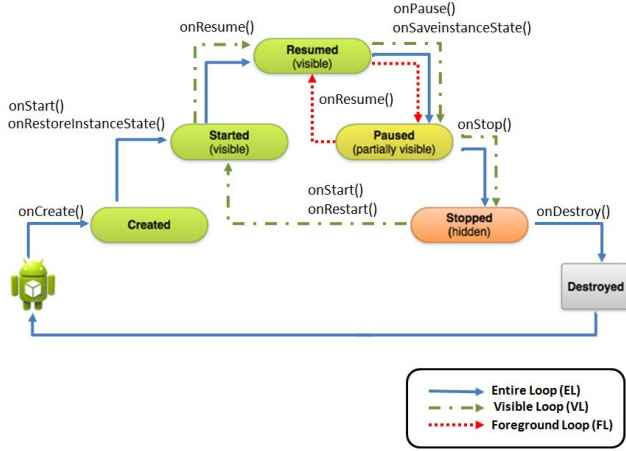 onPause()
onSaveinstanceState()
onResume()
Resumed
(visible)
onStart()
onRestoreInstanceState()
onResume()
Started
(visible)
Paused
(partially visible)
onStop()
onStart()
onRestart()
onCreate()
Created
Stopped
(hidden)
onDestroy()
Destroyed
Entire Loop (EL)
Visible Loop (VL)
Foreground Loop (FL)